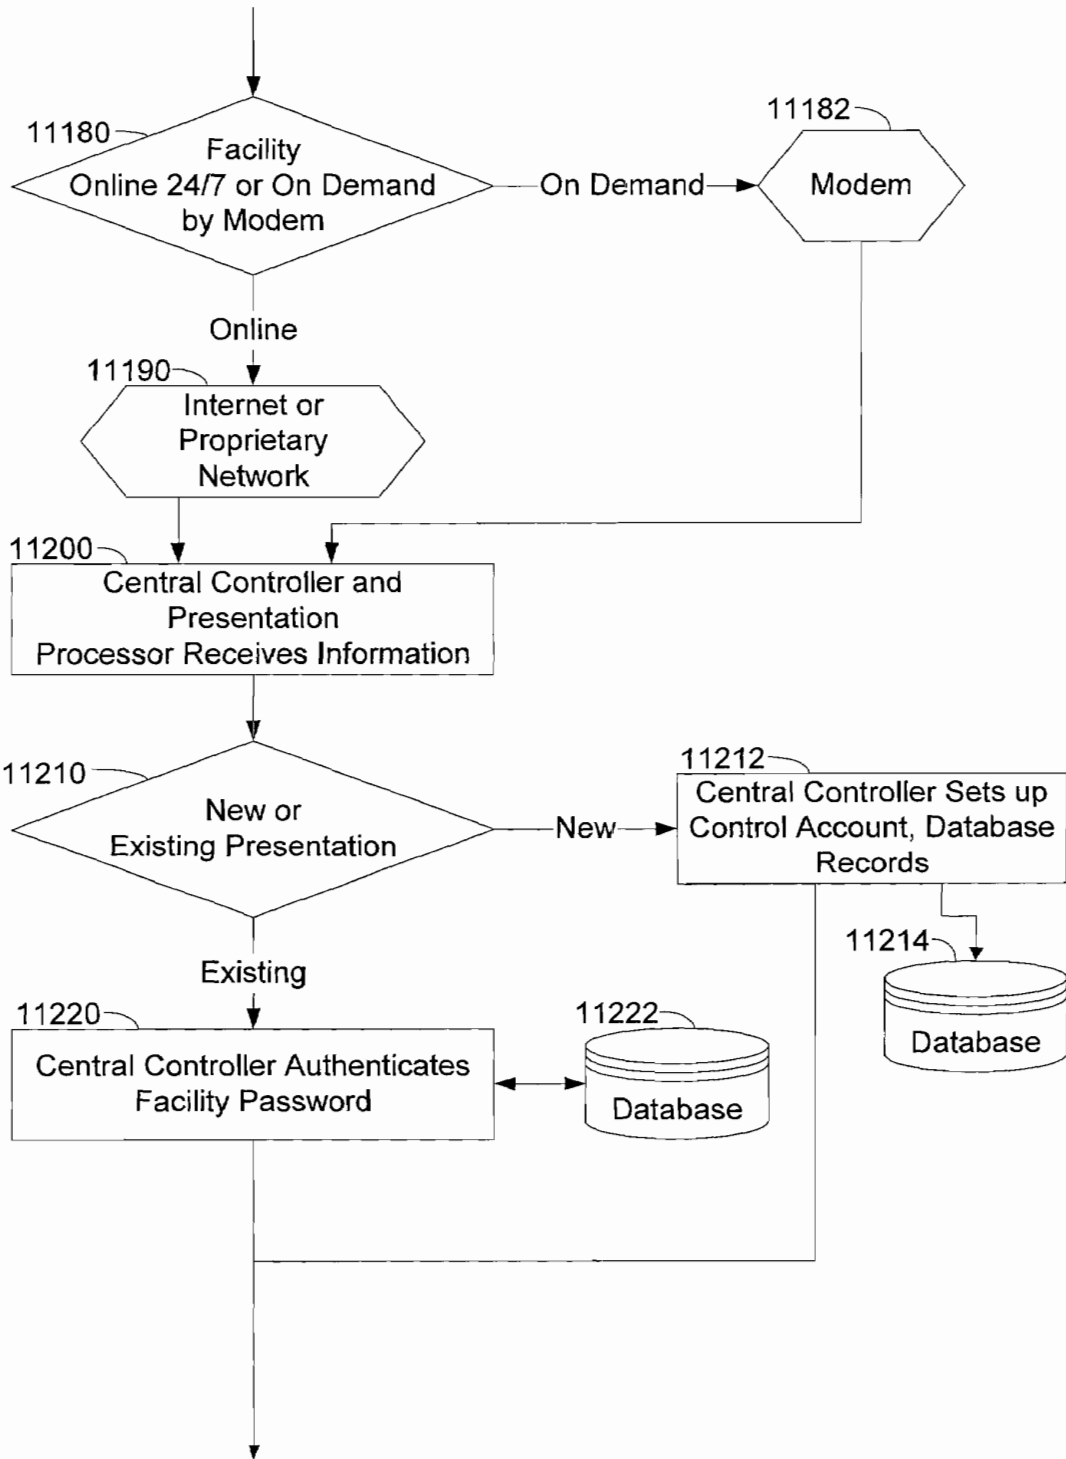 11180
Facility
Online 24/7 or On Demand
by Modem
On Demand
11182
Modem
Online
11190
Internet or
Proprietary
Network
11200
Central Controller and
Presentation
Processor Receives Information
11210
New or
Existing Presentation
New
11212
Central Controller Sets up
Control Account, Database
Records
11214
Database
Existing
11220
Central Controller Authenticates
Facility Password
11222
Database